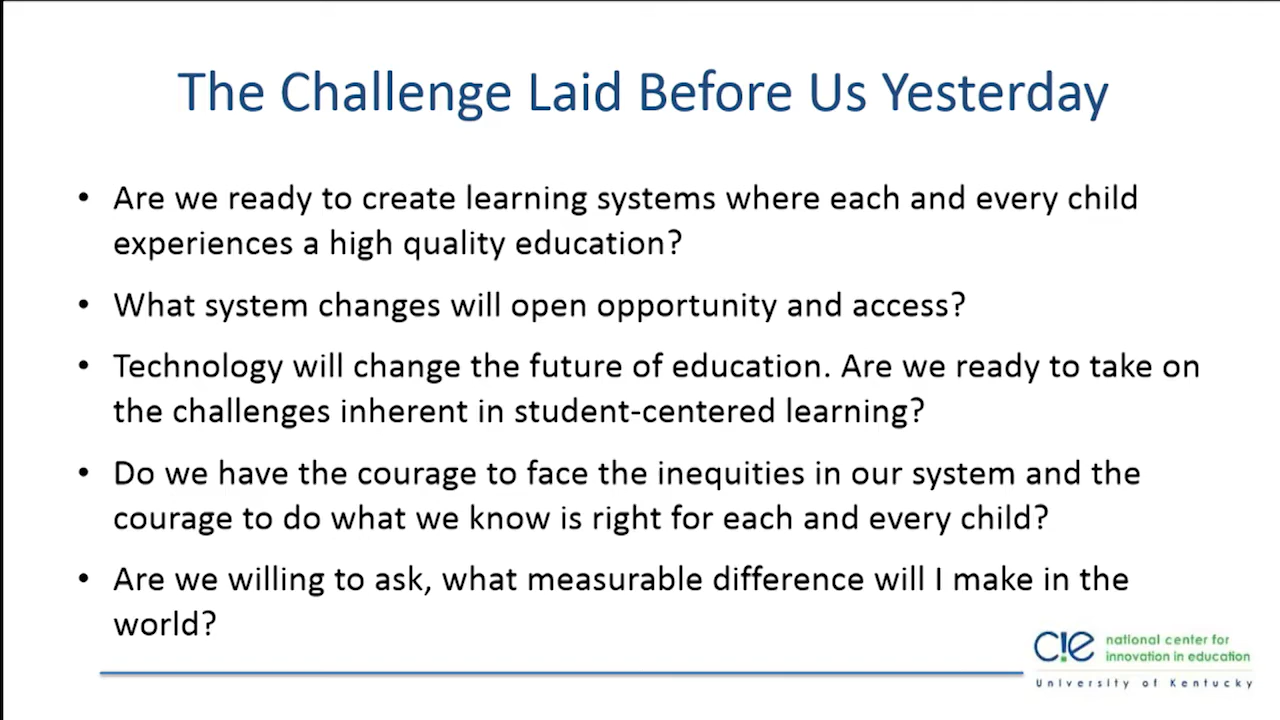 The Challenge Laid Before Us Yesterday
• Are we ready to create learning systems where each and every child
experiences a high quality education?
• What system changes will open opportunity and access?
• Technology will change the future of education. Are we ready to take on
the challenges inherent in student-centered learning?
• Do we have the courage to face the inequities in our system and the
courage to do what we know is right for each and every child?
• Are we willing to ask, what measurable difference will I make in the
world?
c!e national center for
innovation in education
University of Kentucky